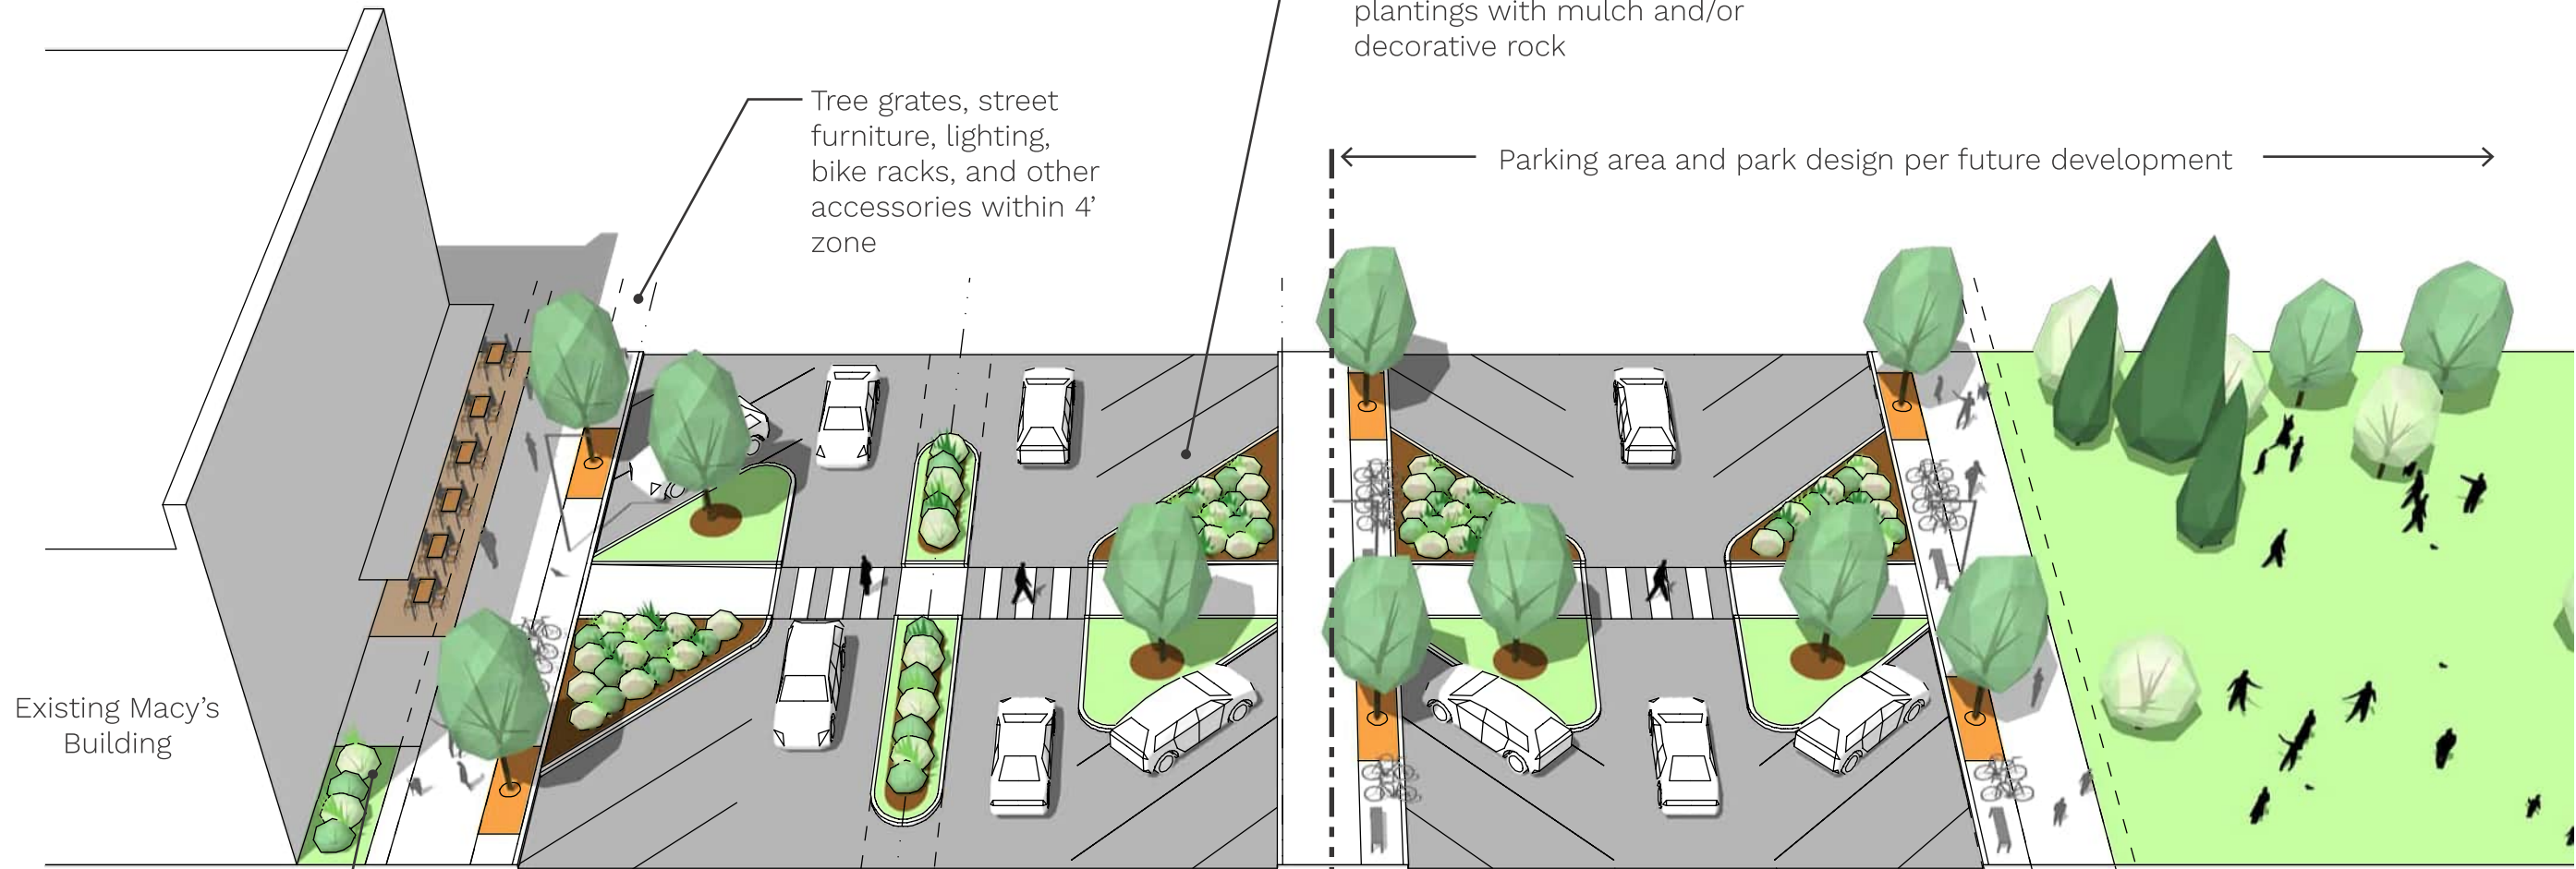 plantings with mulch and/or
decorative rock
Tree grates, street
furniture, lighting,
bike racks, and other
accessories within 4’
zone
Parking area and park design per future development
Existing Macy’s
Building